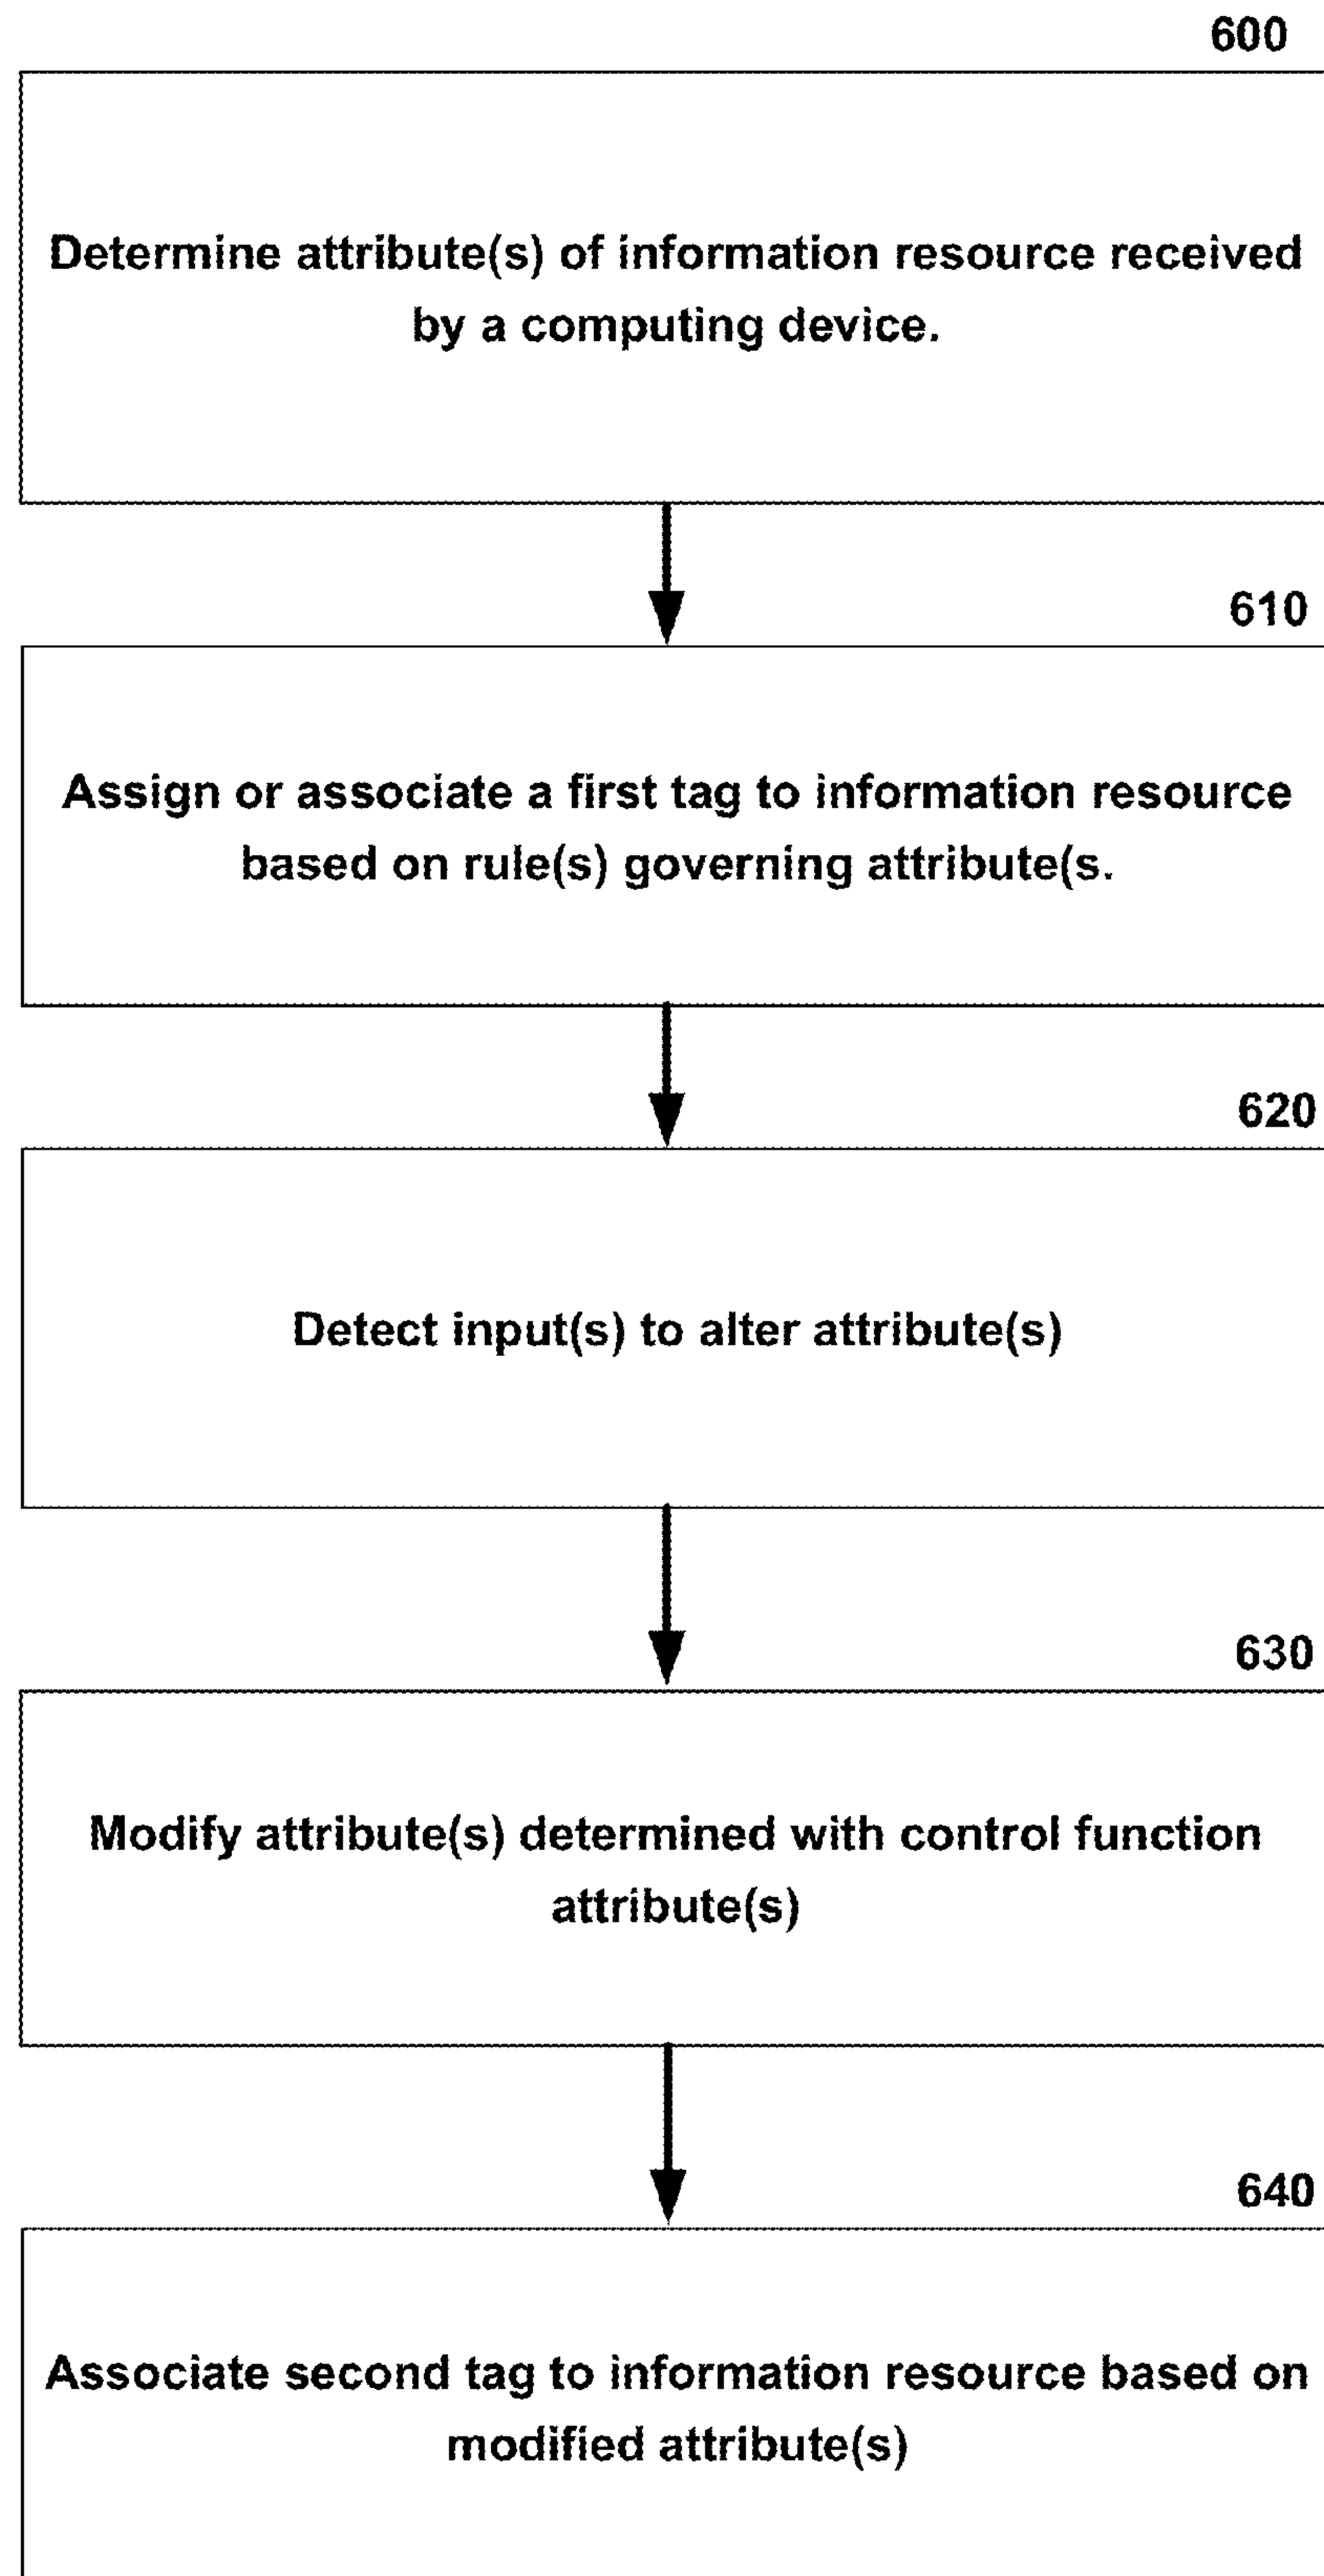 600
Determine attribute(s) of information resource received
by a computing device.
610
Assign or associate a first tag to information resource
based on rule(s) governing attribute(s.
620
Detect input(s) to alter attribute(s)
630
Modify attribute(s) determined with control function
attribute(s)
640
Associate second tag to information resource based on
modified attribute(s)